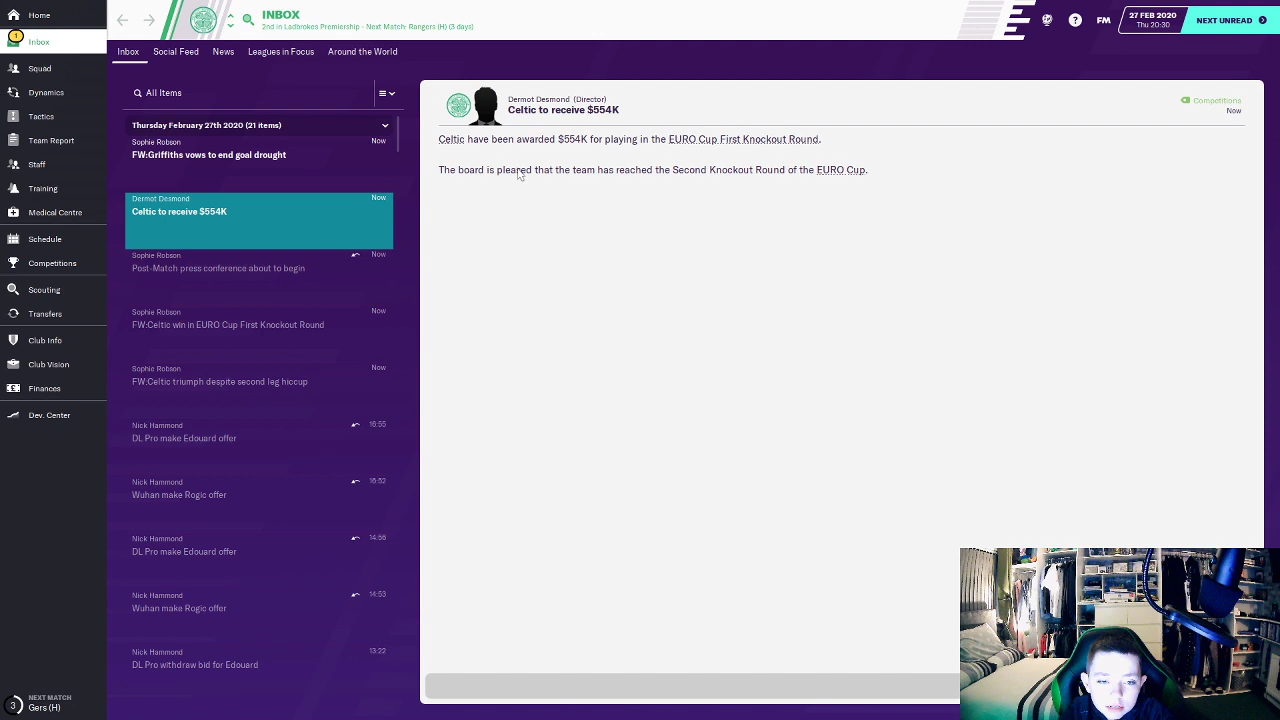 INBOX
2nd in Ladbrokes Premiership - Next Match: Rangers (H) (3 days)
FM
27 FEB 2020
Thu 20:30
NEXT UNREAD
1
Inbox
Squad
Dynamics
Tactics
Team Report
Staff
Training
Medical Centre
Schedule
Competitions
Scouting
Transfers
Club Info
Club Vision
Finances
Dev. Center
3
NEXT MATCH
Gers (H)
Inbox
Social Feed
News
Leagues in Focus
Around the World
All Items
Thursday February 27th 2020 (21 items)
Sophie Robson Now
FW:Griffiths vows to end goal drought
Dermot Desmond Now
Celtic to receive $554K
Sophie Robson Now
Post-Match press conference about to begin
Sophie Robson Now
FW:Celtic win in EURO Cup First Knockout Round
Sophie Robson Now
FW:Celtic triumph despite second leg hiccup
Nick Hammond 16:55
DL Pro make Edouard offer
Nick Hammond 16:52
Wuhan make Rogic offer
Nick Hammond 14:56
DL Pro make Edouard offer
Nick Hammond 14:53
Wuhan make Rogic offer
Nick Hammond 13:22
DL Pro withdraw bid for Edouard
Dermot Desmond (Director)
Celtic to receive $554K
Competitions
Now
Celtic have been awarded $554K for playing in the EURO Cup First Knockout Round.
The board is pleared that the team has reached the Second Knockout Round of the EURO Cup.